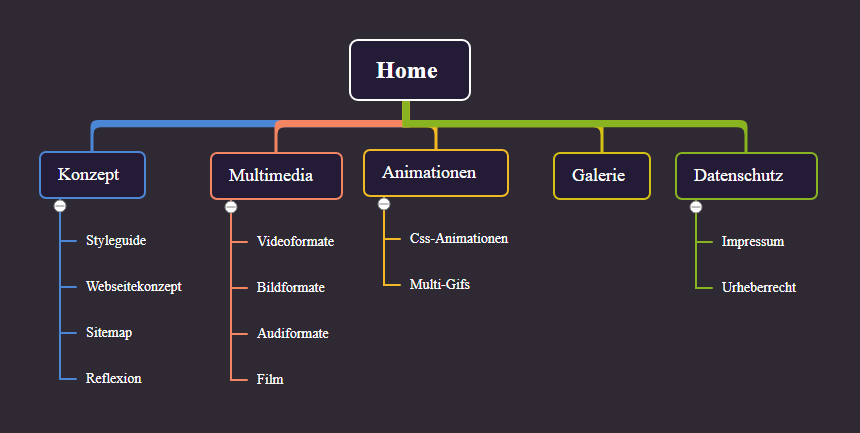 Home
Konzept
Multimedia
Animationen
Galerie
Datenschutz
Styleguide
Webseitekonzept
Sitemap
Reflexion
Videoformate
Bildformate
Audiformate
Film
Css-Animationen
Multi-Gifs
Impressum
Urheberrecht